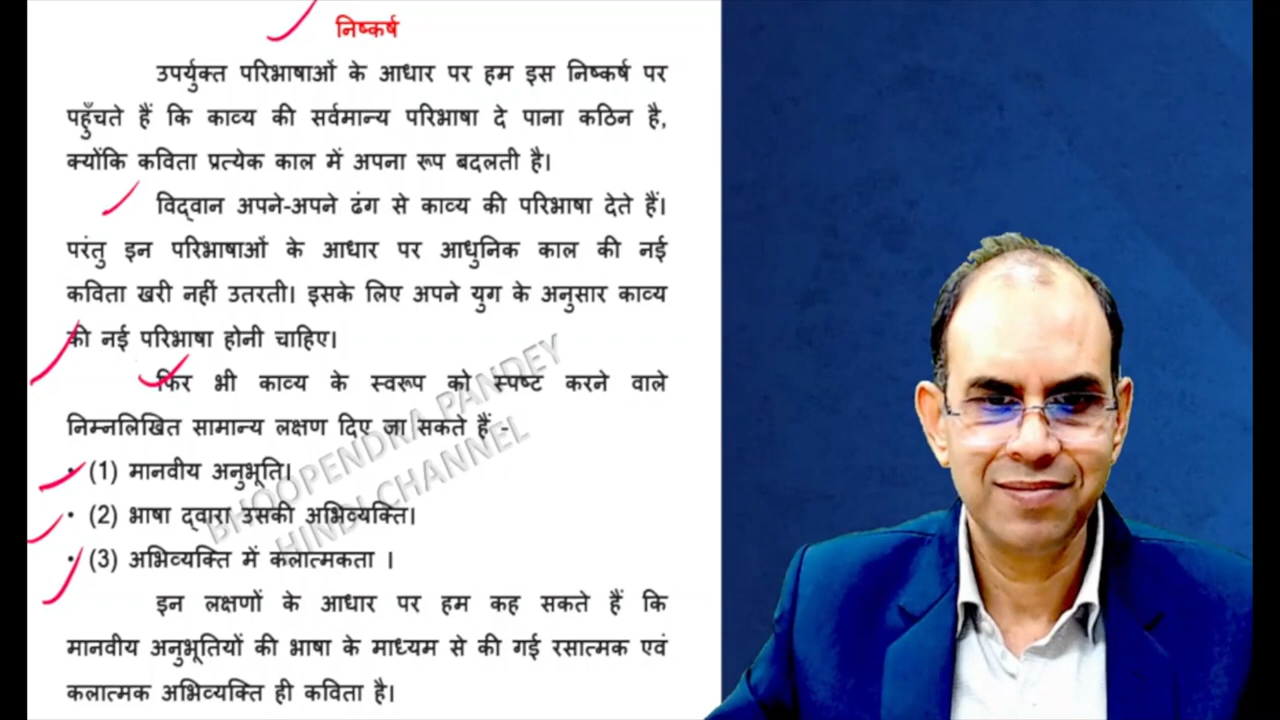 निष्कर्ष
उपर्युक्त परिभाषाओं के आधार पर हम इस निष्कर्ष पर
पहुँचते हैं कि काव्य की सर्वमान्य परिभाषा दे पाना कठिन है,
क्योंकि कविता प्रत्येक काल में अपना रूप बदलती है।
विद्वान अपने-अपने ढंग से काव्य की परिभाषा देते हैं।
परंतु इन परिभाषाओं के आधार पर आधुनिक काल की नई
कविता खरी नहीं उतरती। इसके लिए अपने युग के अनुसार काव्य
की नई परिभाषा होनी चाहिए।
फिर भी काव्य के स्वरूप को स्पष्ट करने वाले
निम्नलिखित सामान्य लक्षण दिए जा सकते हैं -
• (1) मानवीय अनुभूति।
• (2) भाषा द्वारा उसकी अभिव्यक्ति।
• (3) अभिव्यक्ति में कलात्मकता ।
इन लक्षणों के आधार पर हम कह सकते हैं कि
मानवीय अनुभूतियों की भाषा के माध्यम से की गई रसात्मक एवं
कलात्मक अभिव्यक्ति ही कविता है।
BHOOPENDRA PANDEY
HINDI CHANNEL